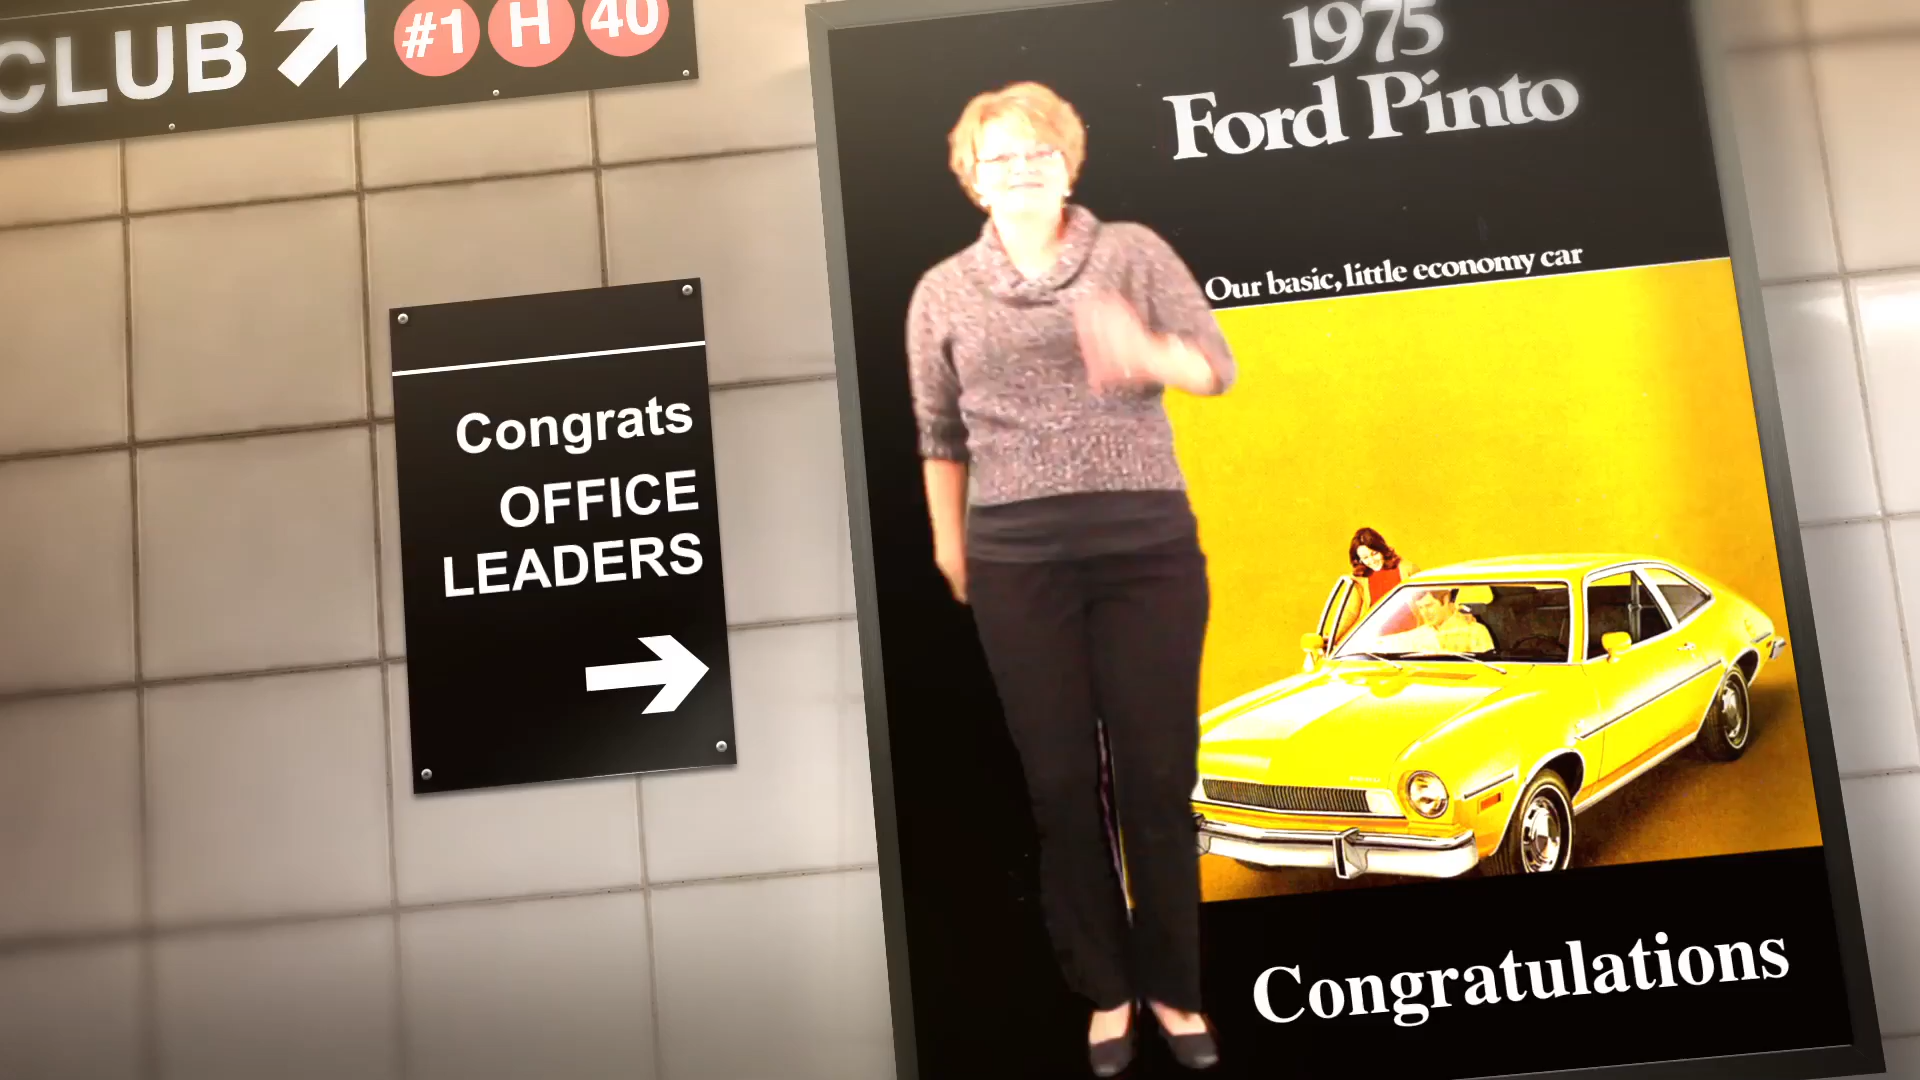 CLUB #1 H 40
Congrats
OFFICE
LEADERS
1975
Ford Pinto
Our basic, little economy car
Congratulations